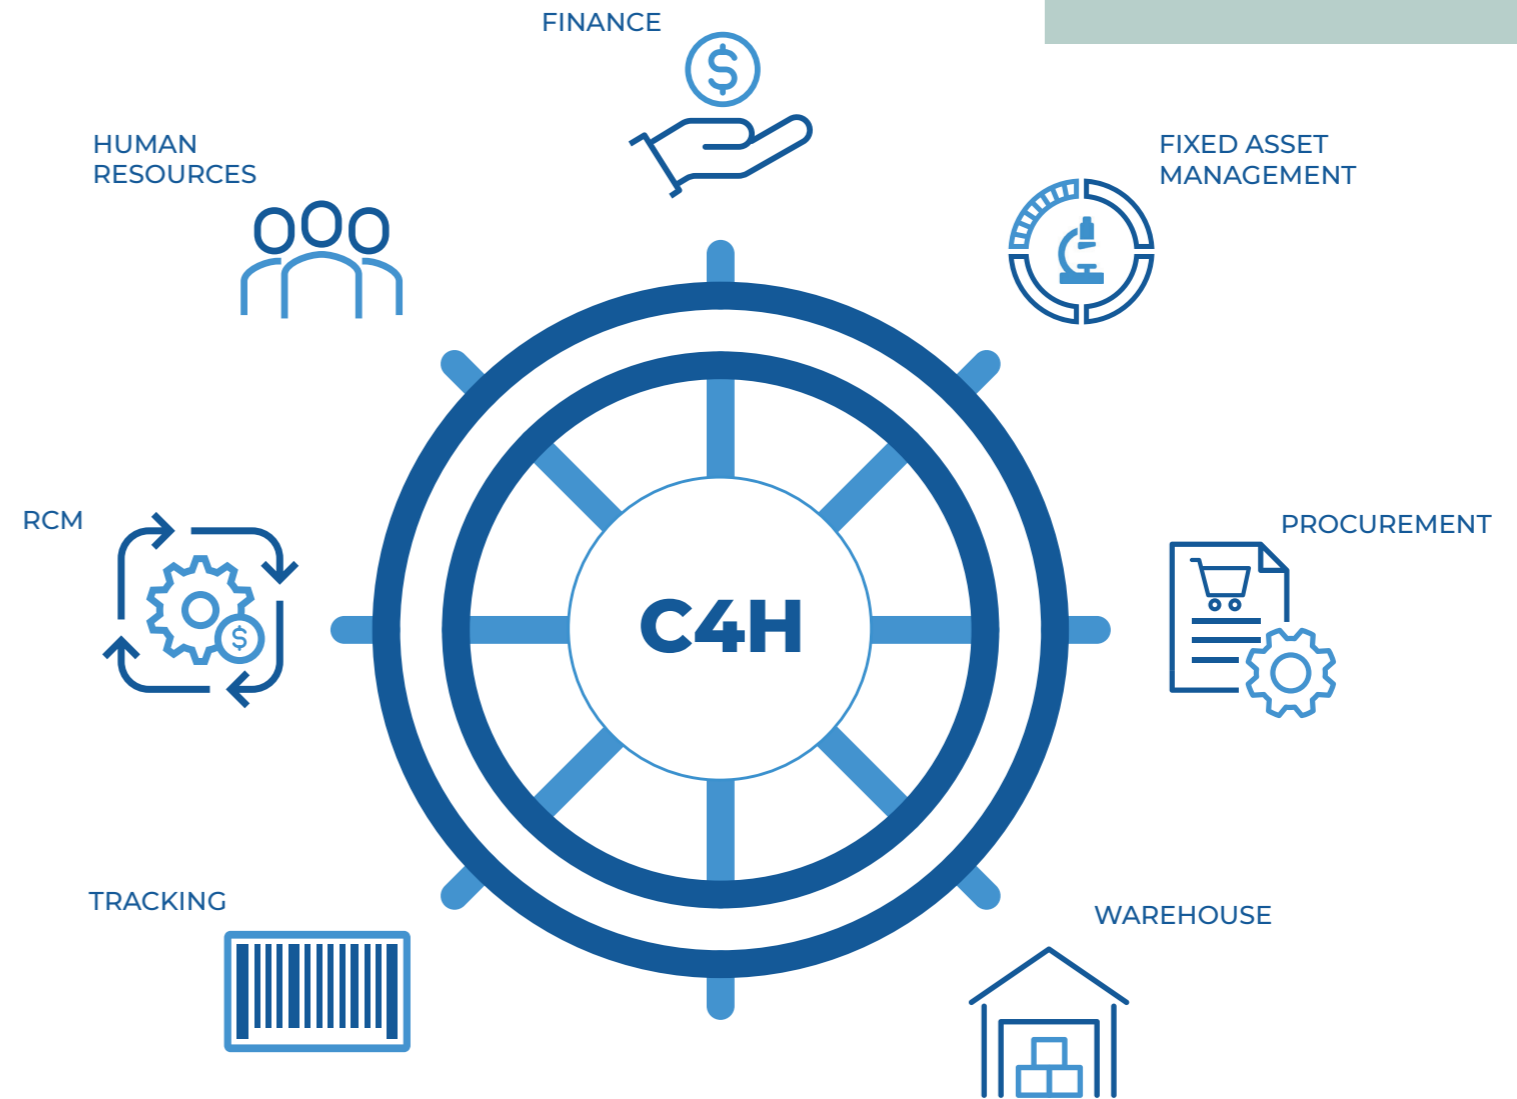 FINANCE
HUMAN
RESOURCES
FIXED ASSET
MANAGEMENT
RCM
PROCUREMENT
C4H
TRACKING
WAREHOUSE
$
$